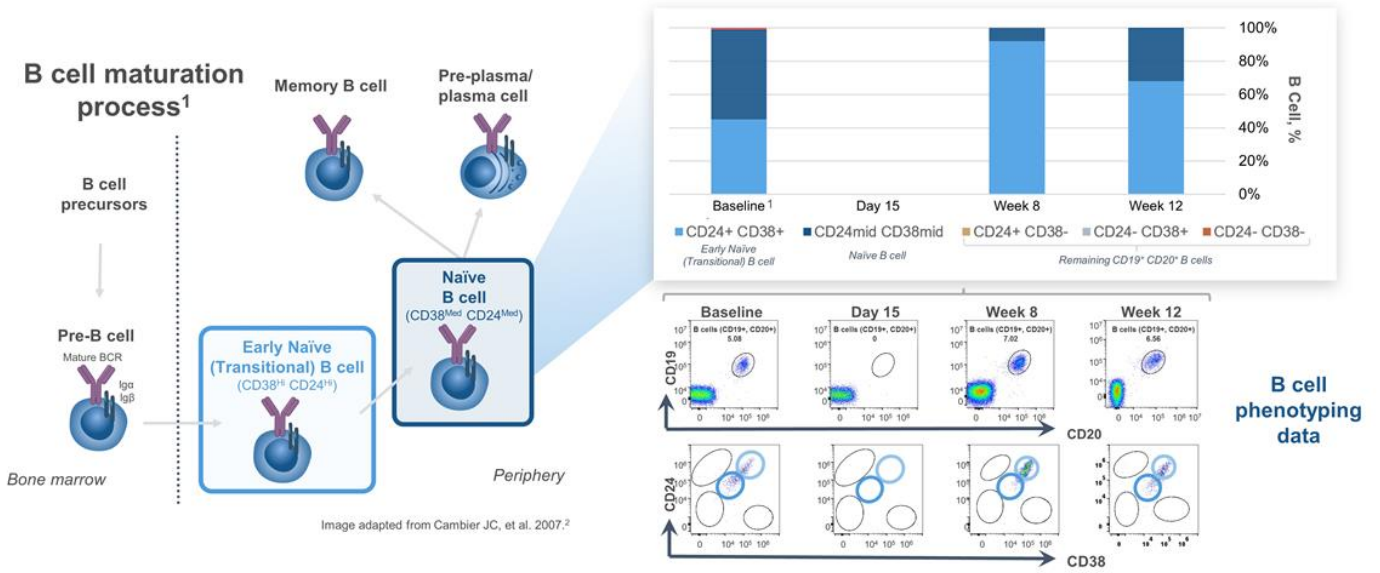 B cell maturation
process1
B cell
precursors
Pre-B cell
Mature BCR
Igα
Igβ
Bone marrow
Memory B cell
Pre-plasma/
plasma cell
Early Naïve
(Transitional) B cell
(CD38Hi CD24Hi)
Naïve
B cell
(CD38Med CD24Med)
Periphery
Image adapted from Cambier JC, et al. 2007.2
100%
80%
60%
40%
20%
0%
B Cell, %
Baseline 1
Day 15
Week 8
Week 12
CD24+ CD38+
CD24mid CD38mid
CD24+ CD38-
CD24- CD38+
CD24- CD38-
Early Naïve
(Transitional) B cell
Naïve B cell
Remaining CD19+ CD20+ B cells
Baseline
Day 15
Week 8
Week 12
B cells (CD19+, CD20+)
5.08
B cells (CD19+, CD20+)
0
B cells (CD19+, CD20+)
7.02
B cells (CD19+, CD20+)
6.56
CD19
CD20
CD24
CD38
B cell
phenotyping
data